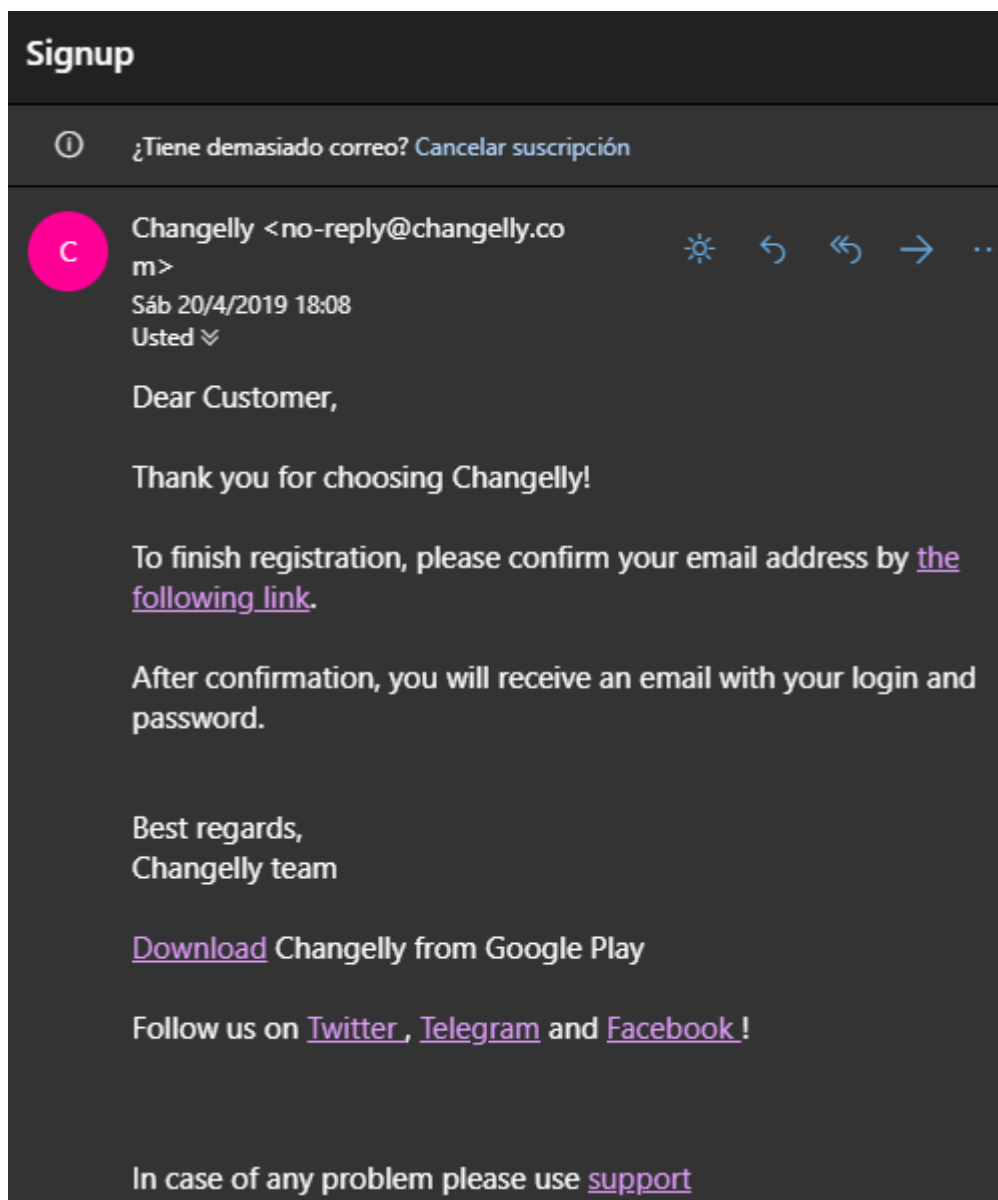 Signup
¿Tiene demasiado correo? Cancelar suscripción
C
Changelly <no-reply@changelly.co
m>
Sáb 20/4/2019 18:08
Usted
Dear Customer,
Thank you for choosing Changelly!
To finish registration, please confirm your email address by the
following link.
After confirmation, you will receive an email with your login and
password.
Best regards,
Changelly team
Download Changelly from Google Play
Follow us on Twitter , Telegram and Facebook !
In case of any problem please use support